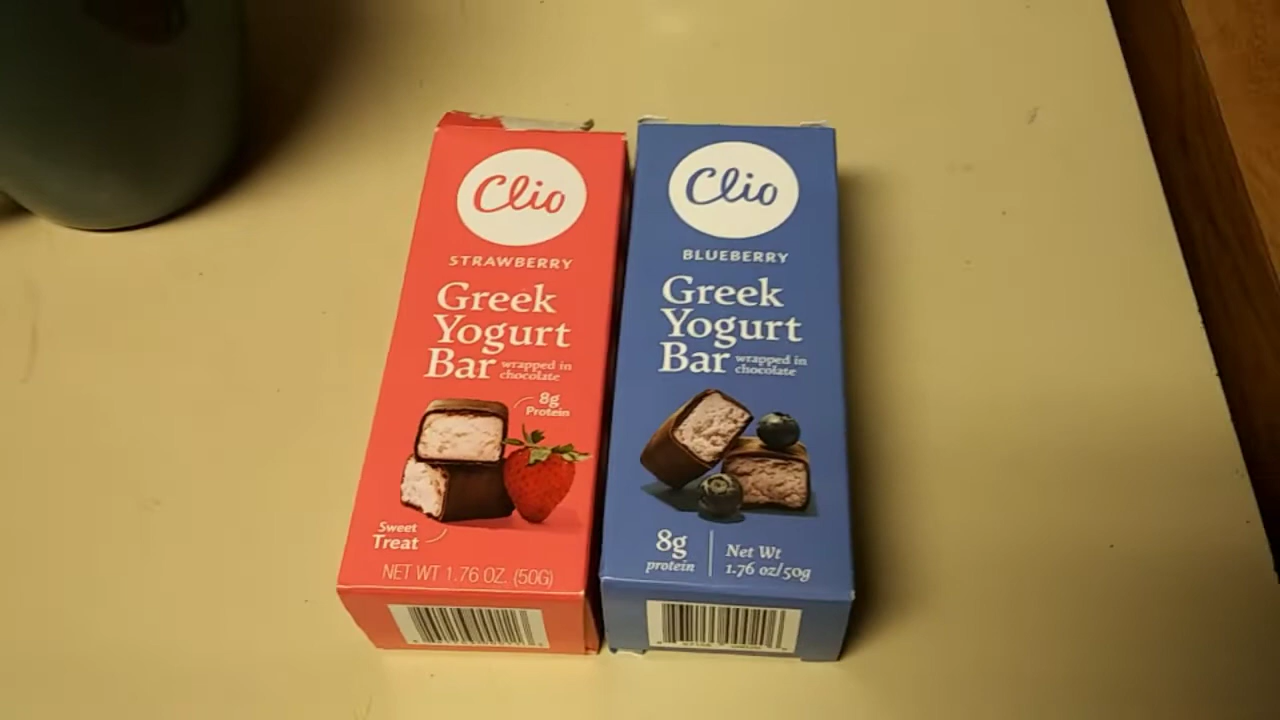 Clio
STRAWBERRY
Greek
Yogurt
Bar wrapped in
chocolate
8g
Protein
Sweet
Treat
NET WT 1.76 OZ. (50G)
Clio
BLUEBERRY
Greek
Yogurt
Bar wrapped in
chocolate
8g
protein
Net Wt
1.76 oz/50g